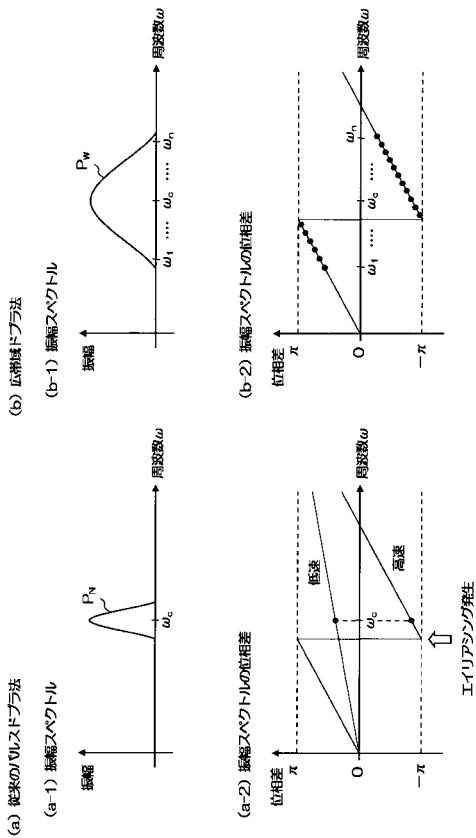 (a) 従来のパルスドプラ法
(a-1) 振幅スペクトル
振幅
P_N
ω_c
周波数ω
(a-2) 振幅スペクトルの位相差
位相差
π
0
−π
低速
高速
ω_c
周波数ω
エイリアシング発生
(b) 広帯域ドプラ法
(b-1) 振幅スペクトル
振幅
P_W
ω_1 ‥‥ ω_c ‥‥ ω_n
周波数ω
(b-2) 振幅スペクトルの位相差
位相差
π
0
−π
ω_1 ‥‥ ω_c ‥‥ ω_n
周波数ω